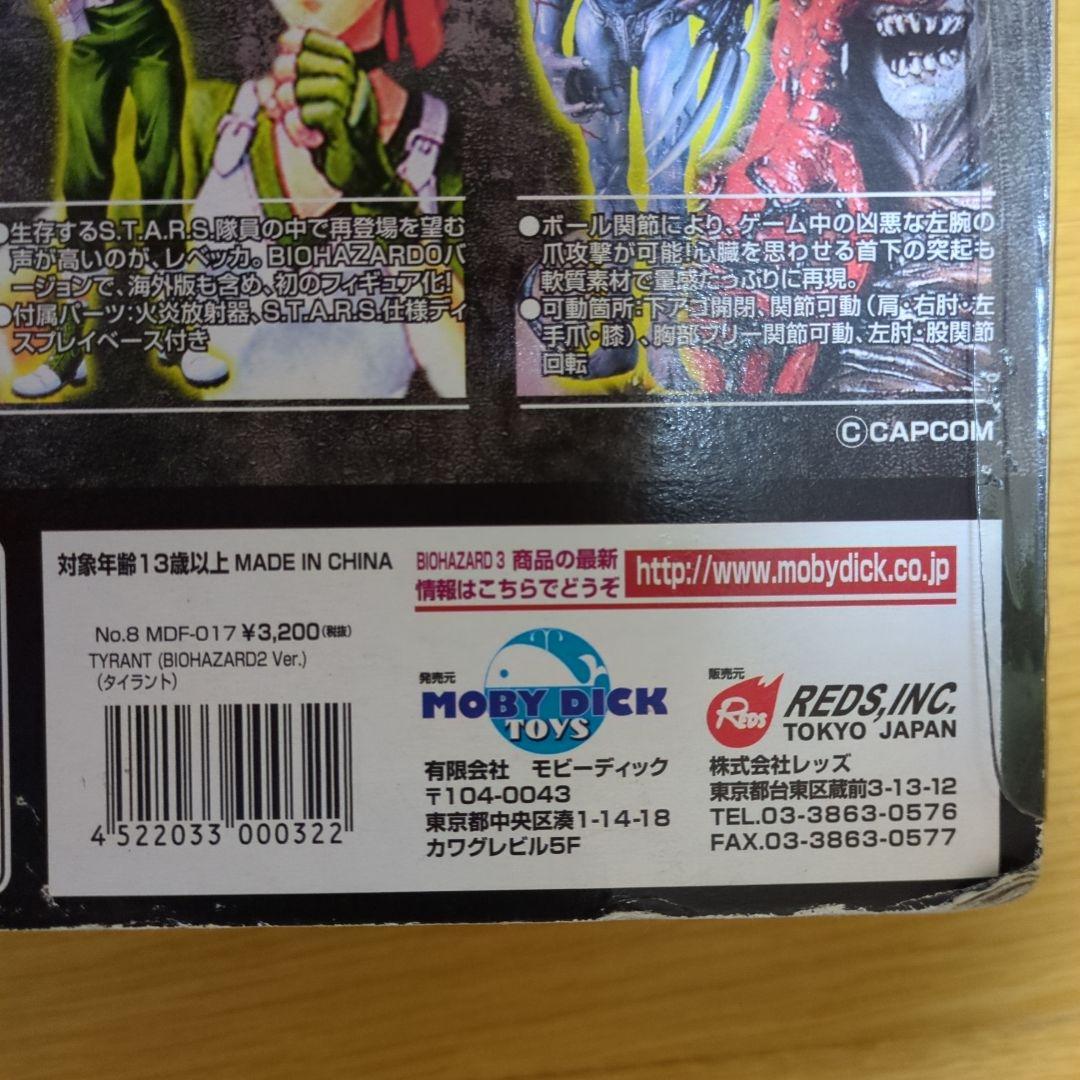 ●生存するS.T.A.R.S.隊員の中で再登場を望む
声が高いのが、レベッカ。BIOHAZARD0バ
ージョンで、海外版も含め、初のフィギュア化!
●付属パーツ:火炎放射器、S.T.A.R.S.仕様ディ
スプレイベース付き
●ボール関節により、ゲーム中の凶悪な左腕の
爪攻撃が可能!心臓を思わせる首下の突起も
軟質素材で量感たっぷりに再現。
●可動箇所:下アゴ開閉、関節可動(肩・右肘・左
手爪・膝)、胸部フリー関節可動、左肘・股関節
回転
©CAPCOM
対象年齢13歳以上 MADE IN CHINA
No.8 MDF-017 ¥3,200(税抜)
TYRANT (BIOHAZARD2 Ver.)
(タイラント)
4 522033 000322
BIOHAZARD 3 商品の最新
情報はこちらでどうぞ
http://www.mobydick.co.jp
発売元
MOBY DICK
TOYS
有限会社 モビーディック
〒104-0043
東京都中央区湊1-14-18
カワグレビル5F
販売元
REDS
REDS,INC.
TOKYO JAPAN
株式会社レッズ
東京都台東区蔵前3-13-12
TEL.03-3863-0576
FAX.03-3863-0577